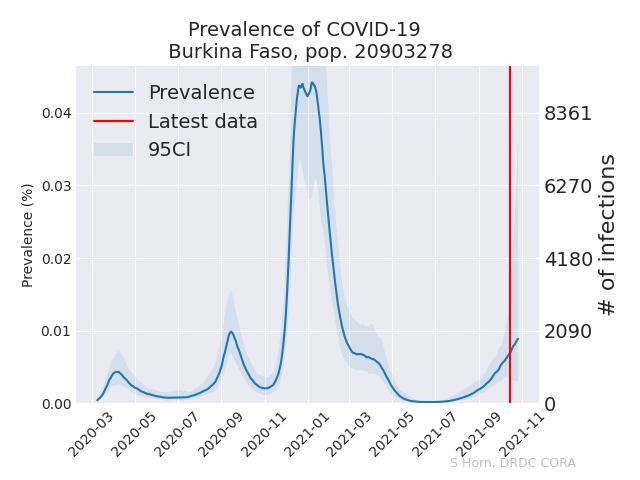 Prevalence of COVID-19
Burkina Faso, pop. 20903278
Prevalence
Latest data
95CI
Prevalence (%)
0.04
0.03
0.02
0.01
0.00
8361
6270
4180
2090
0
# of infections
2020-03
2020-05
2020-07
2020-09
2020-11
2021-01
2021-03
2021-05
2021-07
2021-09
2021-11
S Horn, DRDC CORA